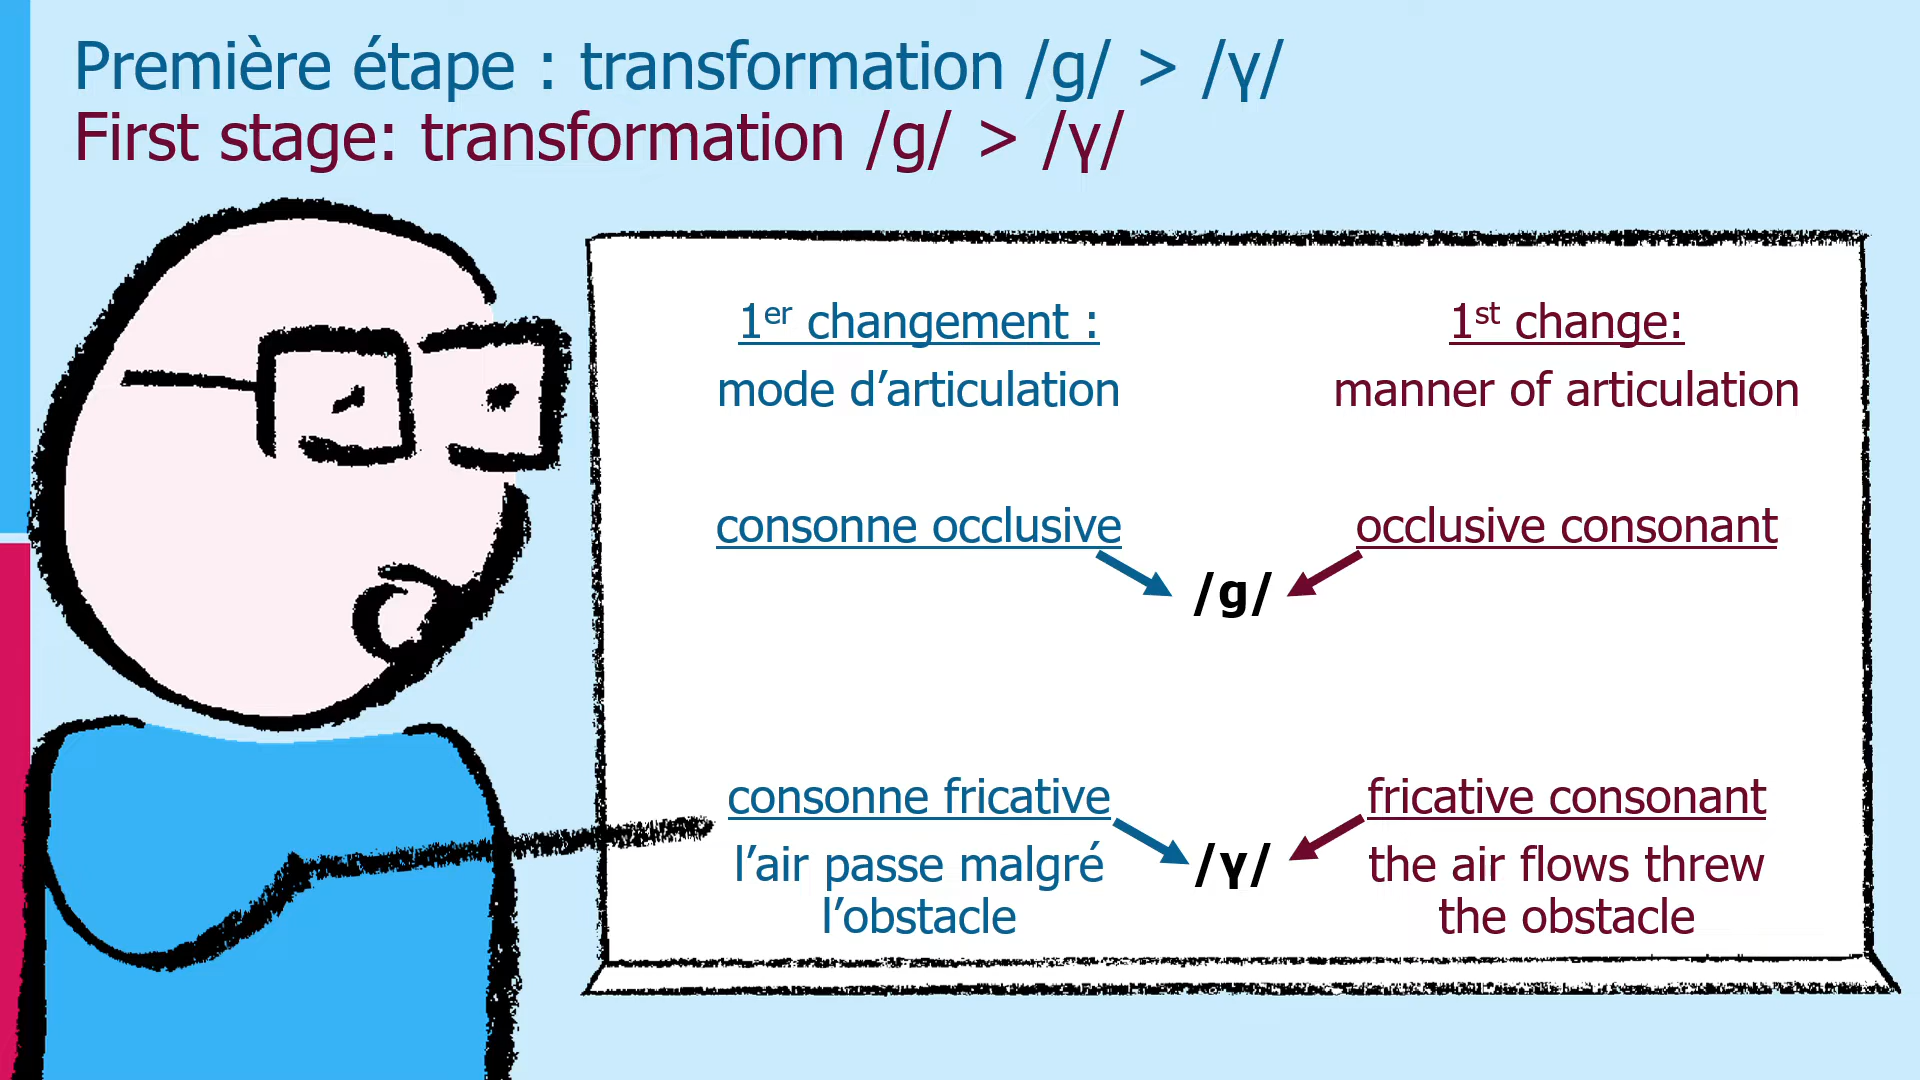 Première étape : transformation /g/ > /γ/
First stage: transformation /g/ > /γ/
1er changement :
mode d’articulation
1st change:
manner of articulation
consonne occlusive
occlusive consonant
/g/
consonne fricative
l’air passe malgré
l’obstacle
/γ/
fricative consonant
the air flows threw
the obstacle